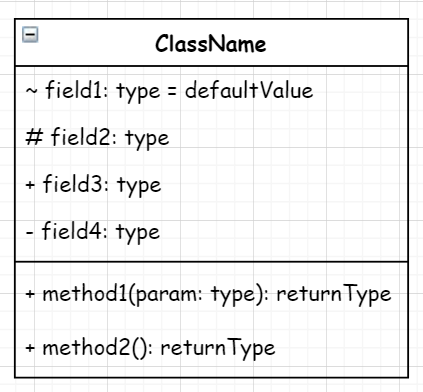 ClassName
~ field1: type = defaultValue
# field2: type
+ field3: type
- field4: type
+ method1(param: type): returnType
+ method2(): returnType